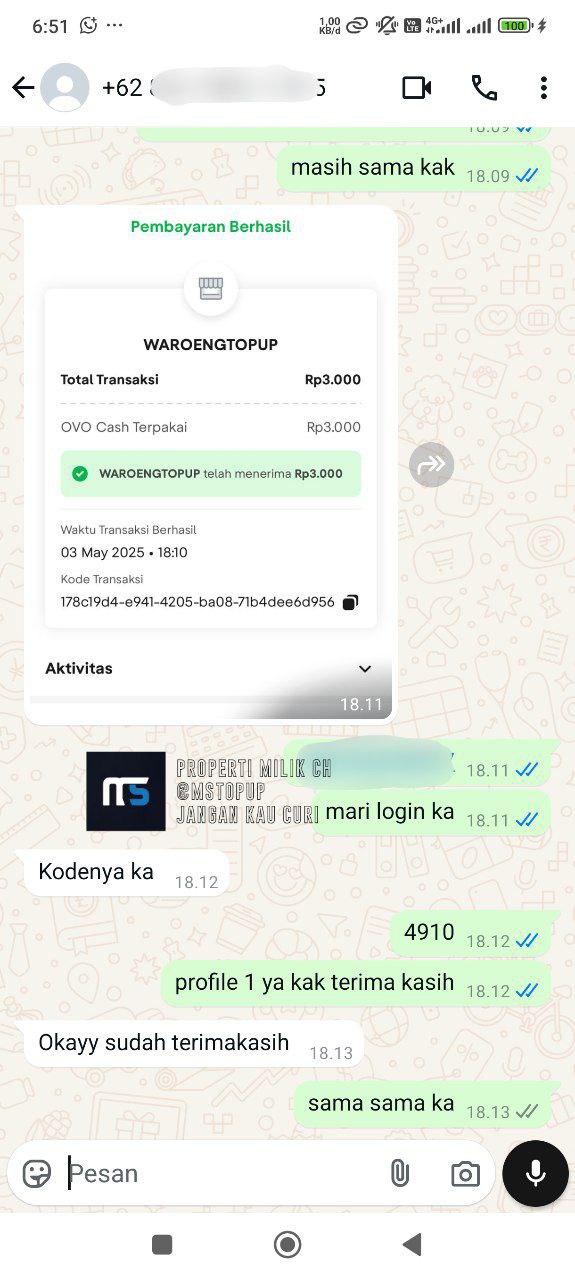 6:51
1,00 KB/d
Vo LTE
4G+
100
+62
5
18.09
masih sama kak 18.09
Pembayaran Berhasil
WAROENGTOPUP
Total Transaksi Rp3.000
OVO Cash Terpakai Rp3.000
WAROENGTOPUP telah menerima Rp3.000
Waktu Transaksi Berhasil
03 May 2025 • 18:10
Kode Transaksi
178c19d4-e941-4205-ba08-71b4dee6d956
Aktivitas
18.11
18.11
MS
PROPERTI MILIK CH
@MSTOPUP
JANGAN KAU CURI
mari login ka 18.11
Kodenya ka 18.12
4910 18.12
profile 1 ya kak terima kasih 18.12
Okayy sudah terimakasih 18.13
sama sama ka 18.13
Pesan